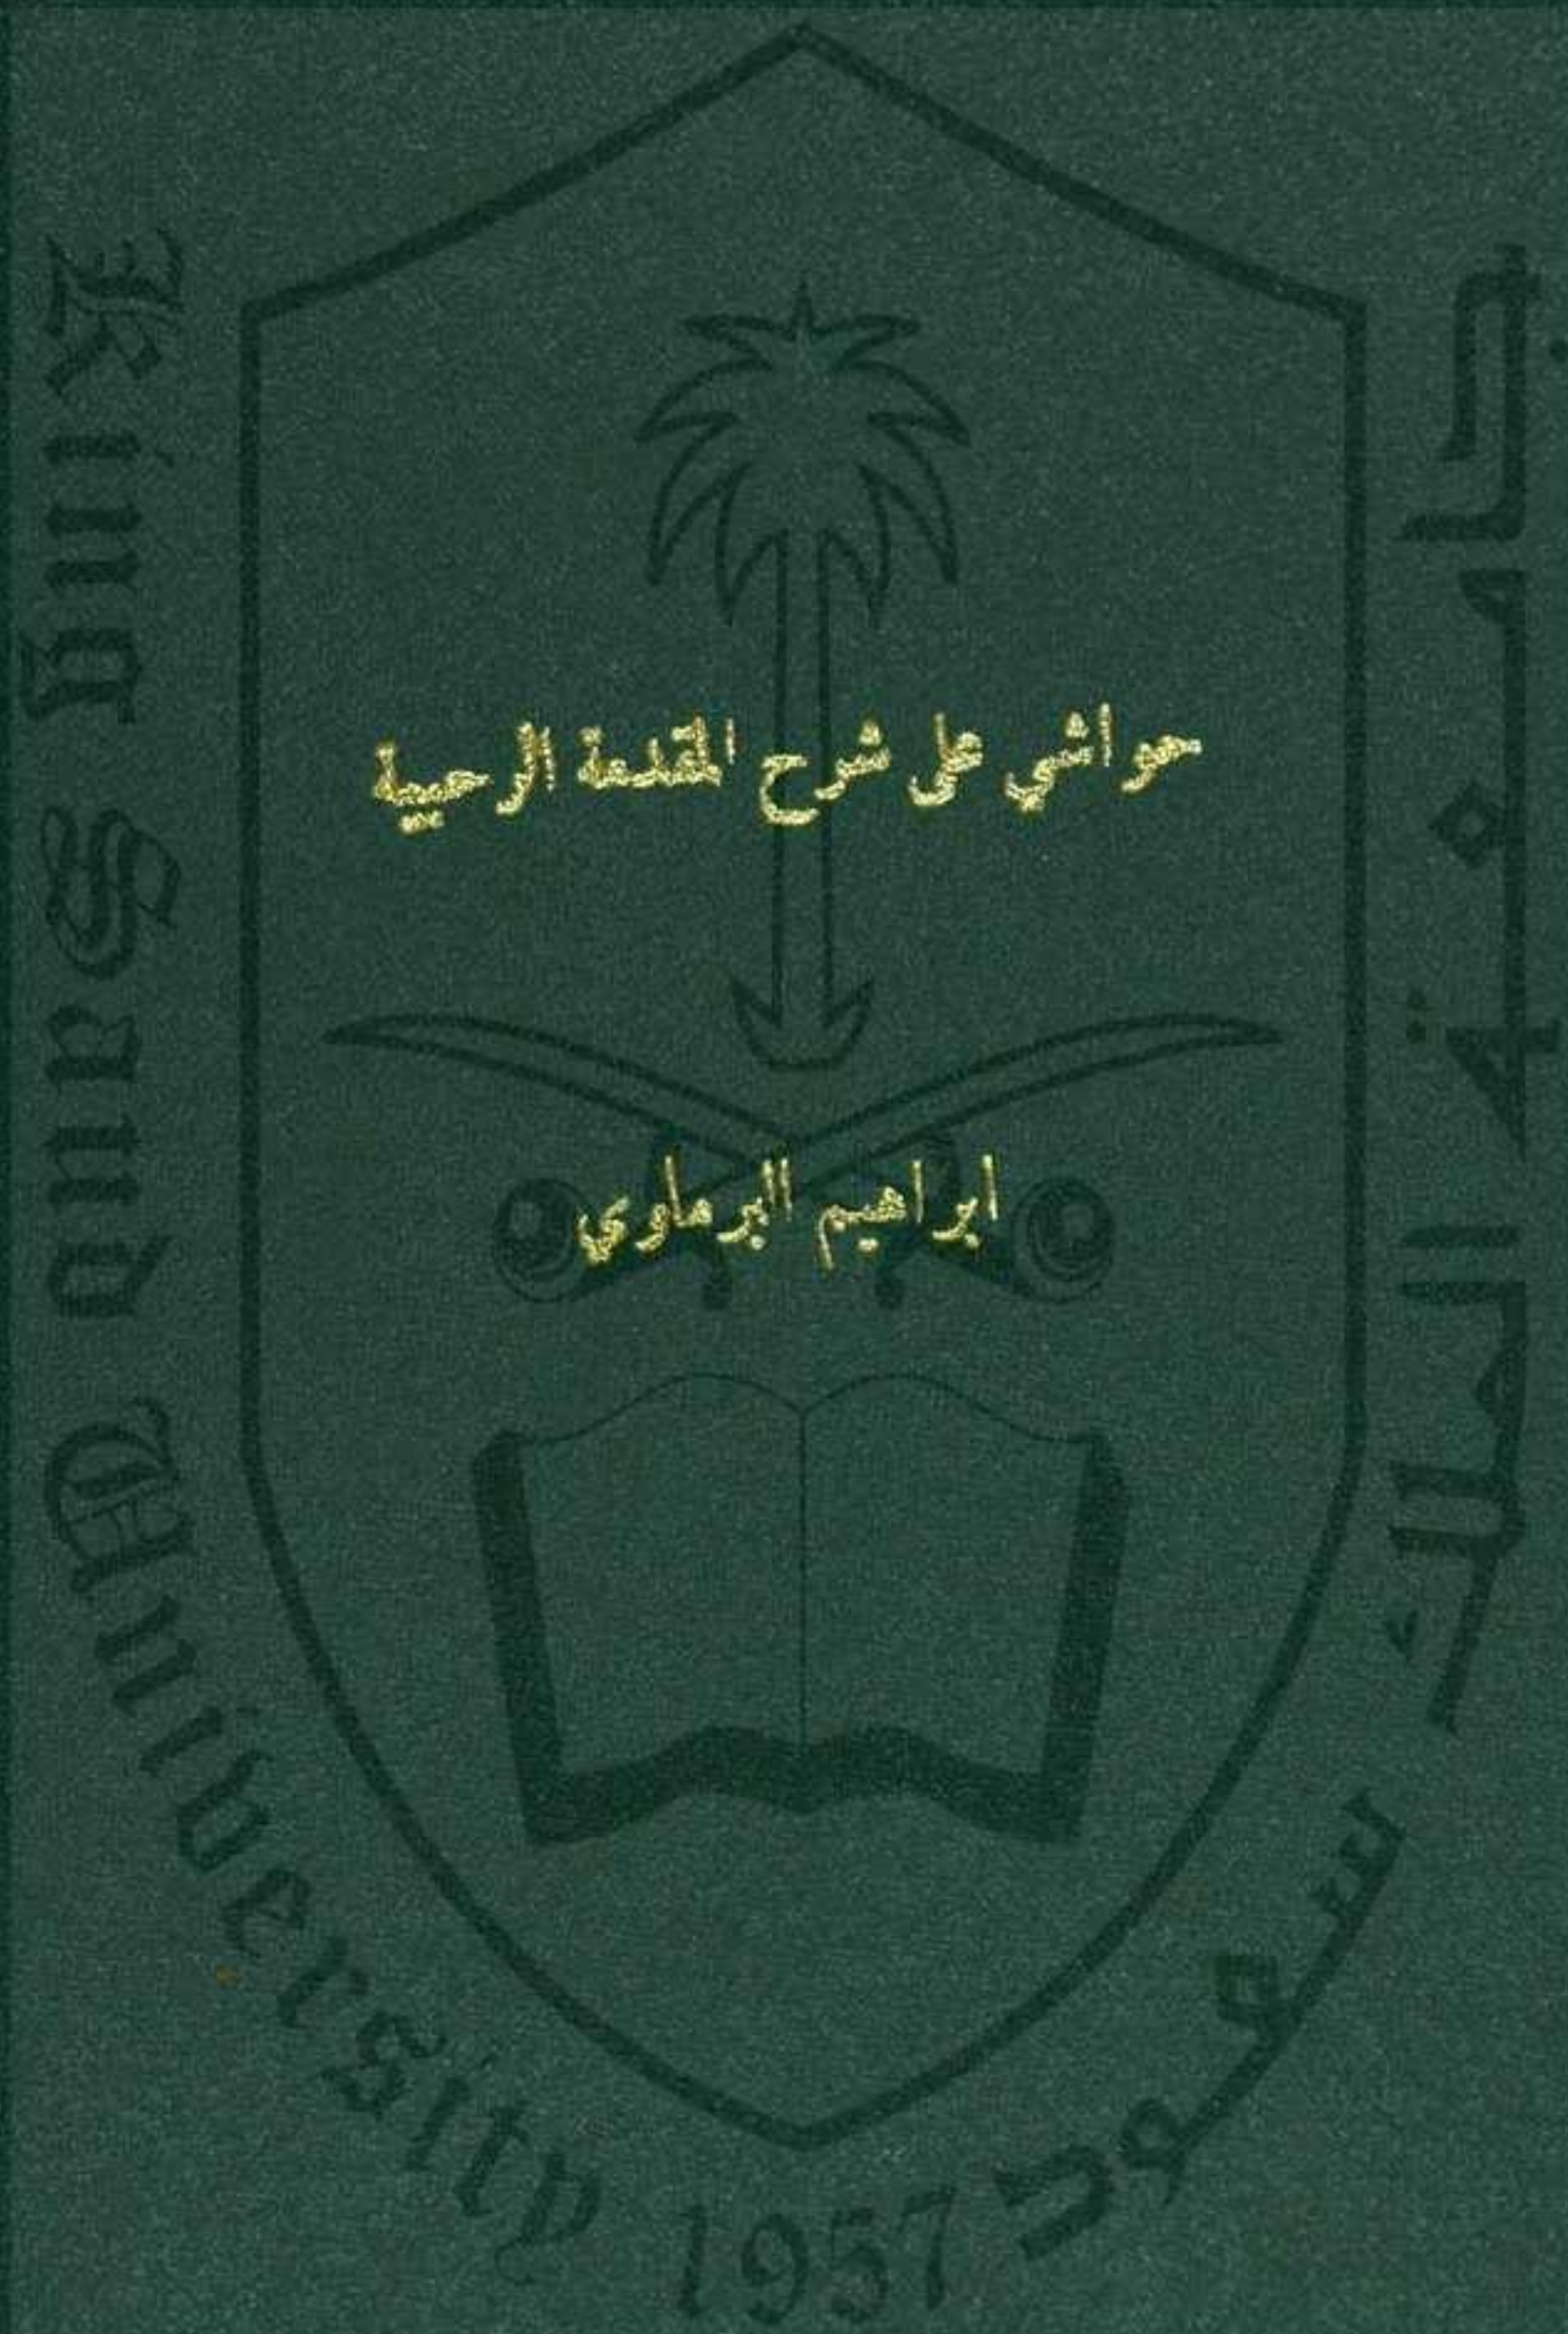 حواشي على شرح المقدمة الرحبية
ابراهيم البرماوي
King Saud University
1957
جامعة الملك سعود